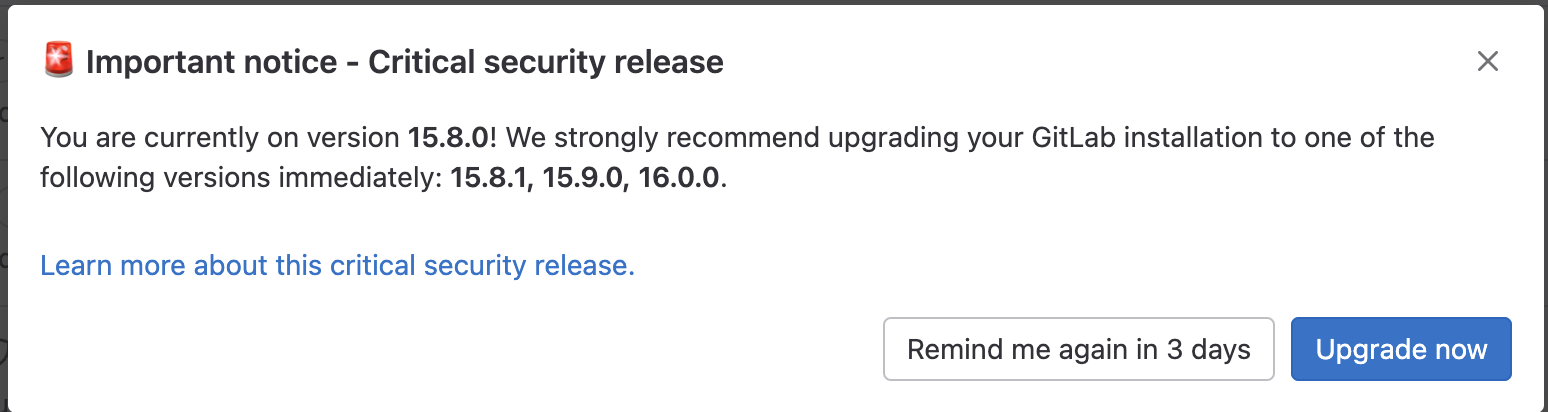 🚨 Important notice - Critical security release
You are currently on version 15.8.0! We strongly recommend upgrading your GitLab installation to one of the
following versions immediately: 15.8.1, 15.9.0, 16.0.0.
Learn more about this critical security release.
Remind me again in 3 days
Upgrade now